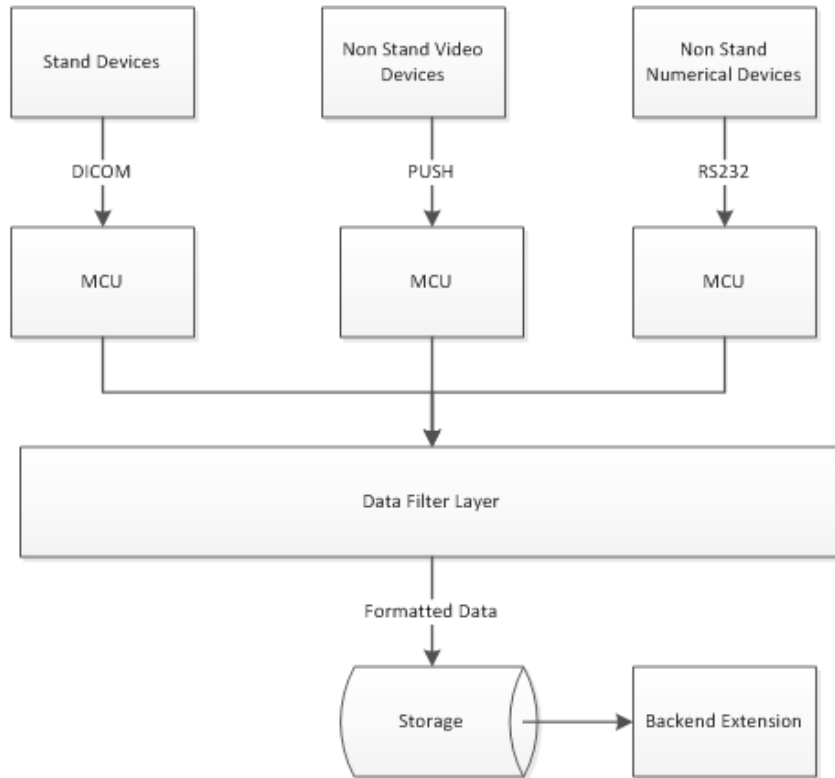 Stand Devices
Non Stand Video
Devices
Non Stand
Numerical Devices
DICOM
PUSH
RS232
MCU
MCU
MCU
Data Filter Layer
Formatted Data
Storage
Backend Extension